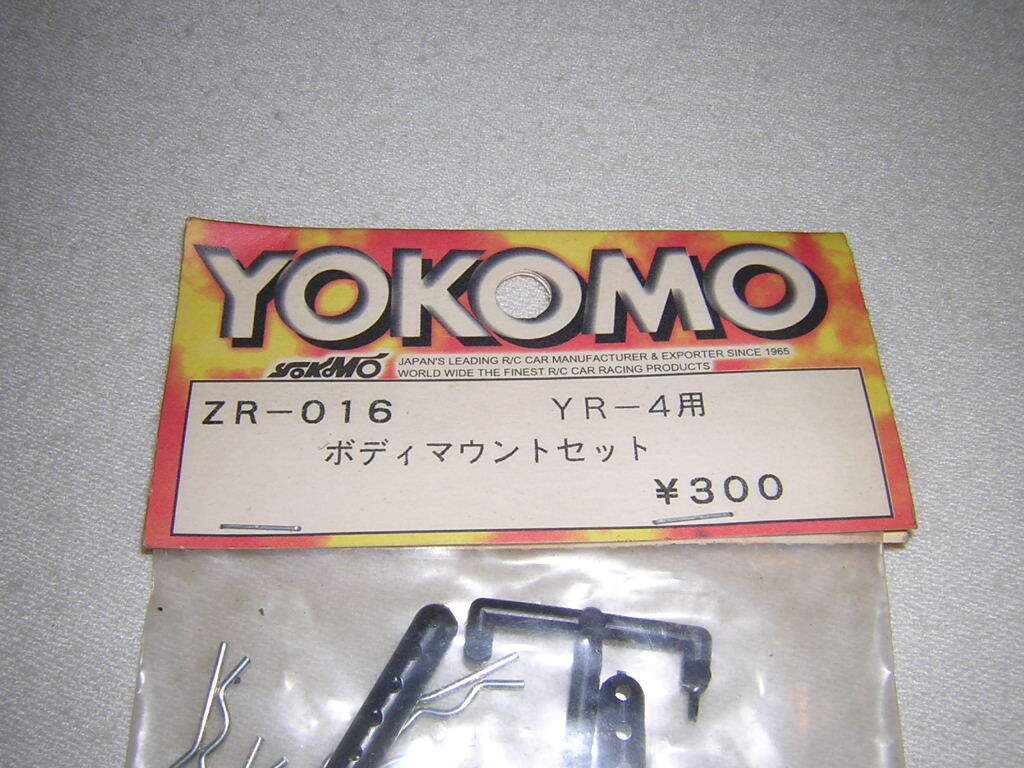 YOKOMO
YOKOMO
JAPAN'S LEADING R/C CAR MANUFACTURER & EXPORTER SINCE 1965
WORLD WIDE THE FINEST R/C CAR RACING PRODUCTS
ZR-016 YR-4用
ボディマウントセット
¥300